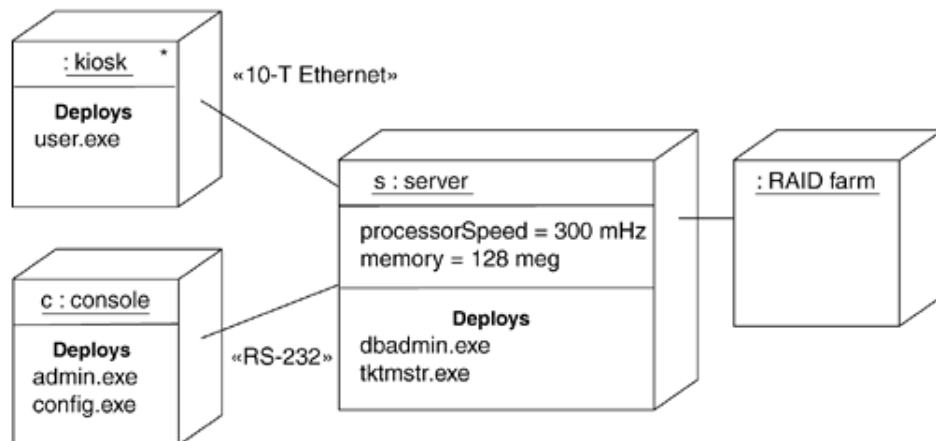 : kiosk *
Deploys
user.exe
«10-T Ethernet»
s : server
processorSpeed = 300 mHz
memory = 128 meg
Deploys
dbadmin.exe
tktmstr.exe
: RAID farm
c : console
Deploys
admin.exe
config.exe
«RS-232»